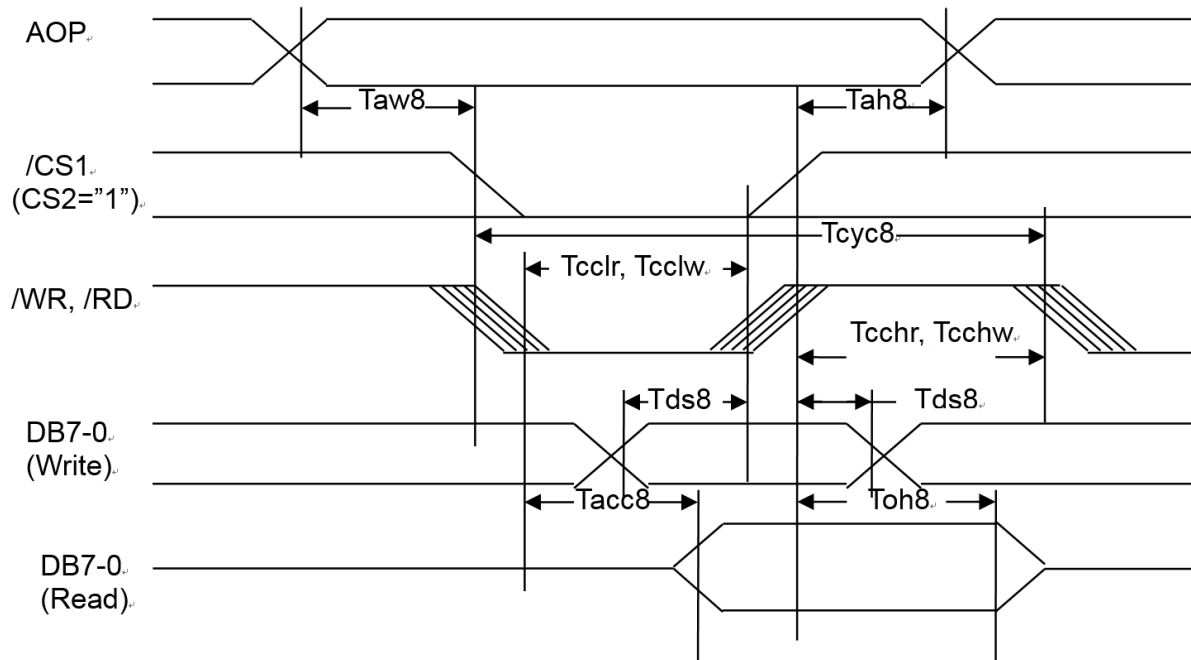 AOP
Taw8
Tah8
/CS1
(CS2=”1”)
Tcyc8
Tcclr, Tcclw
/WR, /RD
Tcchr, Tcchw
Tds8
Tds8
DB7-0
(Write)
Tacc8
Toh8
DB7-0
(Read)